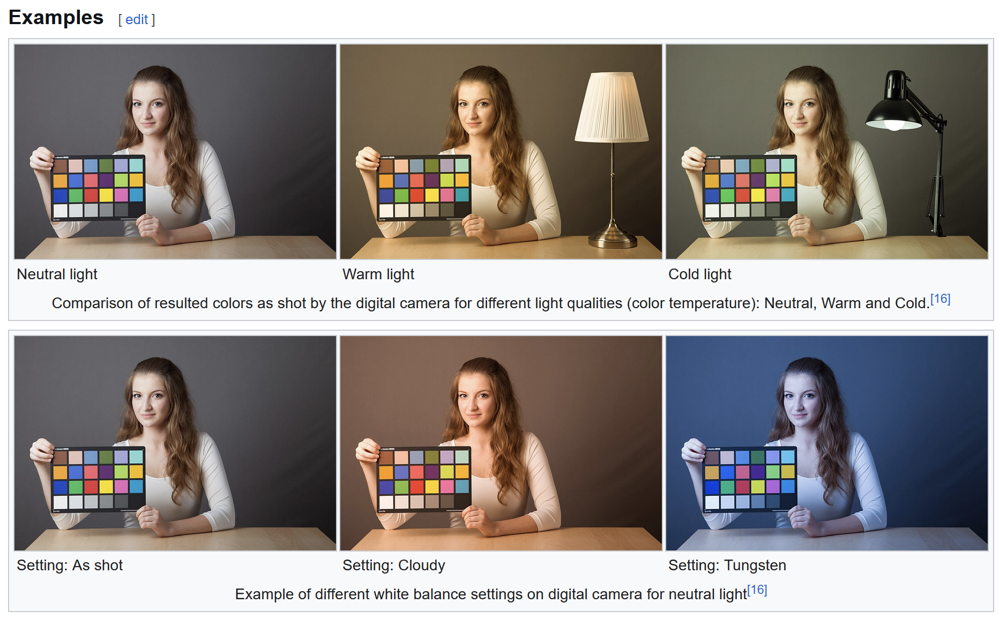 Examples [ edit ]
Neutral light
Warm light
Cold light
Comparison of resulted colors as shot by the digital camera for different light qualities (color temperature): Neutral, Warm and Cold.[16]
Setting: As shot
Setting: Cloudy
Setting: Tungsten
Example of different white balance settings on digital camera for neutral light[16]